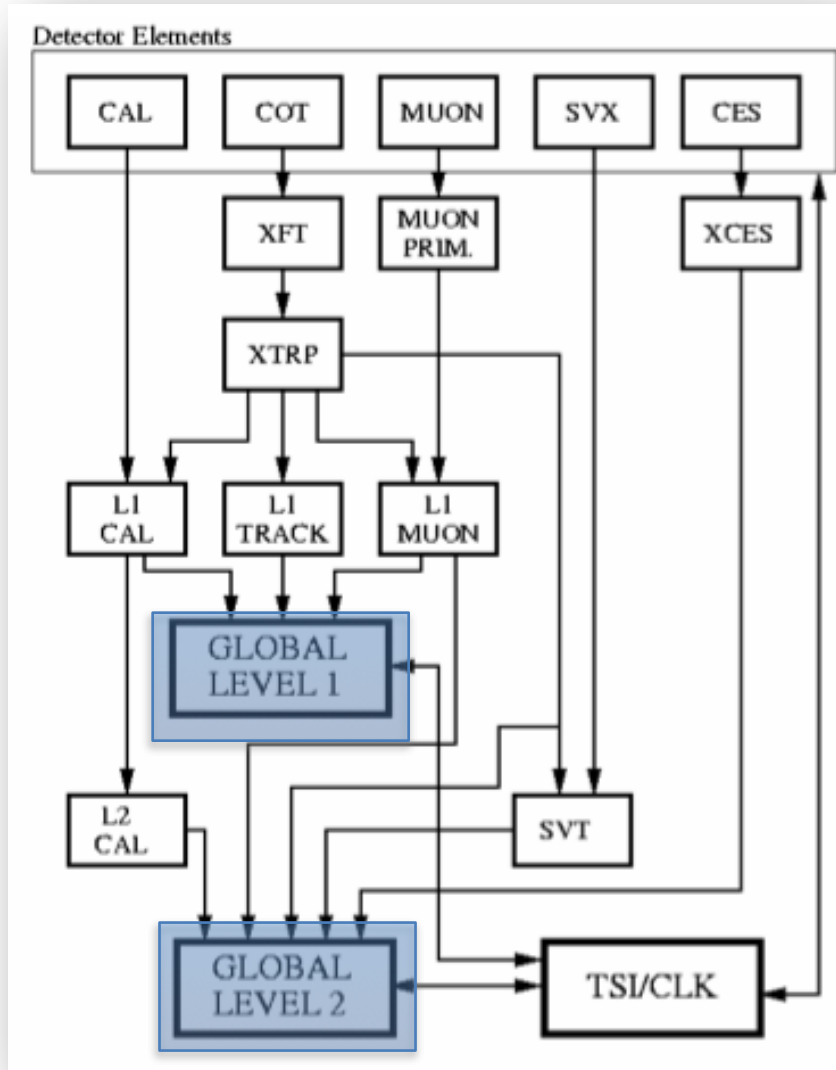 Detector Elements
CAL
COT
MUON
SVX
CES
XFT
MUON
PRIM.
XCES
XTRP
L1
CAL
L1
TRACK
L1
MUON
GLOBAL
LEVEL 1
L2
CAL
SVT
GLOBAL
LEVEL 2
TSI/CLK